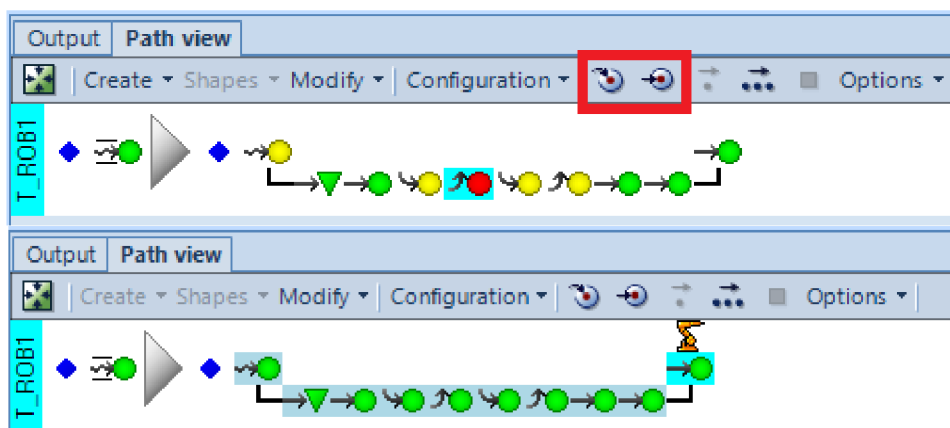 Output Path view
Create Shapes Modify Configuration Options
T_ROB1
Output Path view
Create Shapes Modify Configuration Options
T_ROB1